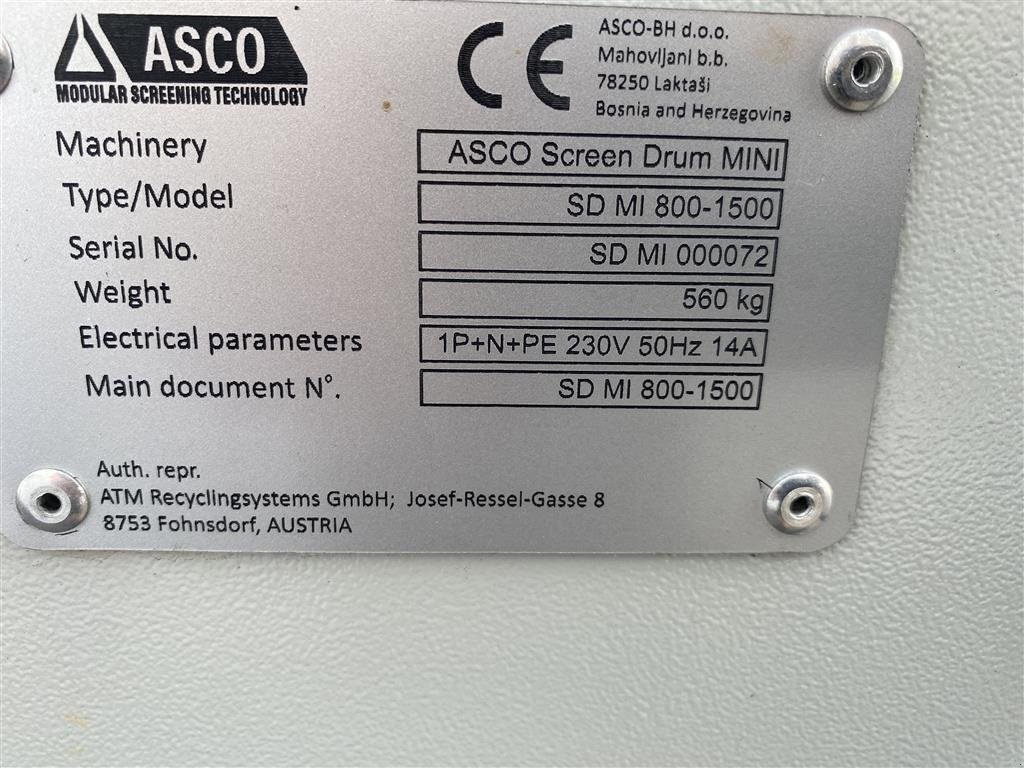 ASCO
MODULAR SCREENING TECHNOLOGY
CE
ASCO-BH d.o.o.
Mahovljani b.b.
78250 Laktaši
Bosnia and Herzegovina
Machinery ASCO Screen Drum MINI
Type/Model SD MI 800-1500
Serial No. SD MI 000072
Weight 560 kg
Electrical parameters 1P+N+PE 230V 50Hz 14A
Main document N°. SD MI 800-1500
Auth. repr.
ATM Recyclingsystems GmbH; Josef-Ressel-Gasse 8
8753 Fohnsdorf, AUSTRIA